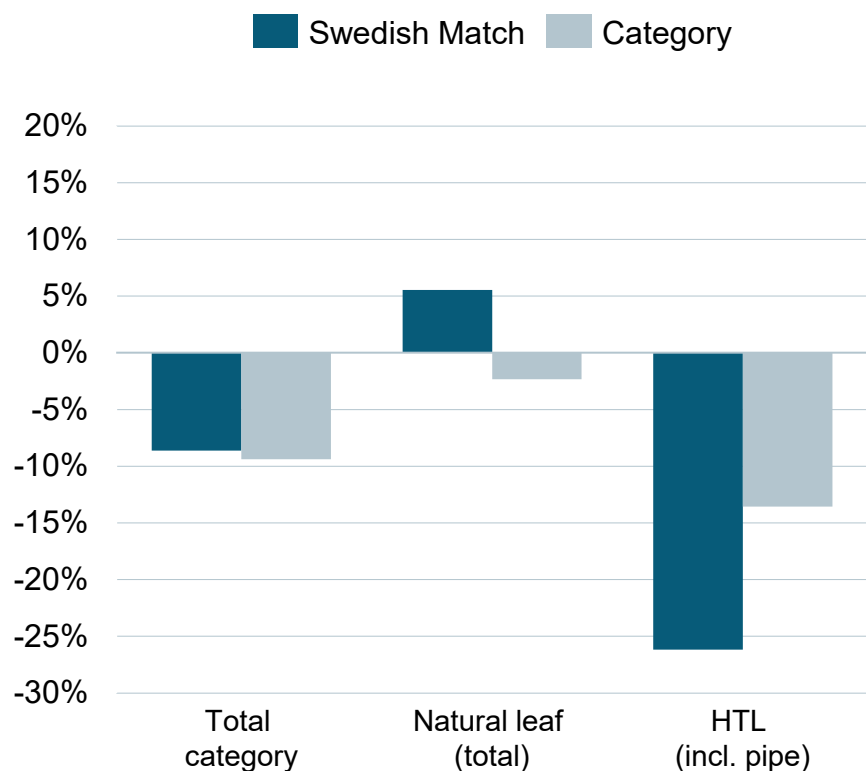 Swedish Match
Category
20%
15%
10%
5%
0%
-5%
-10%
-15%
-20%
-25%
-30%
Total
category
Natural leaf
(total)
HTL
(incl. pipe)